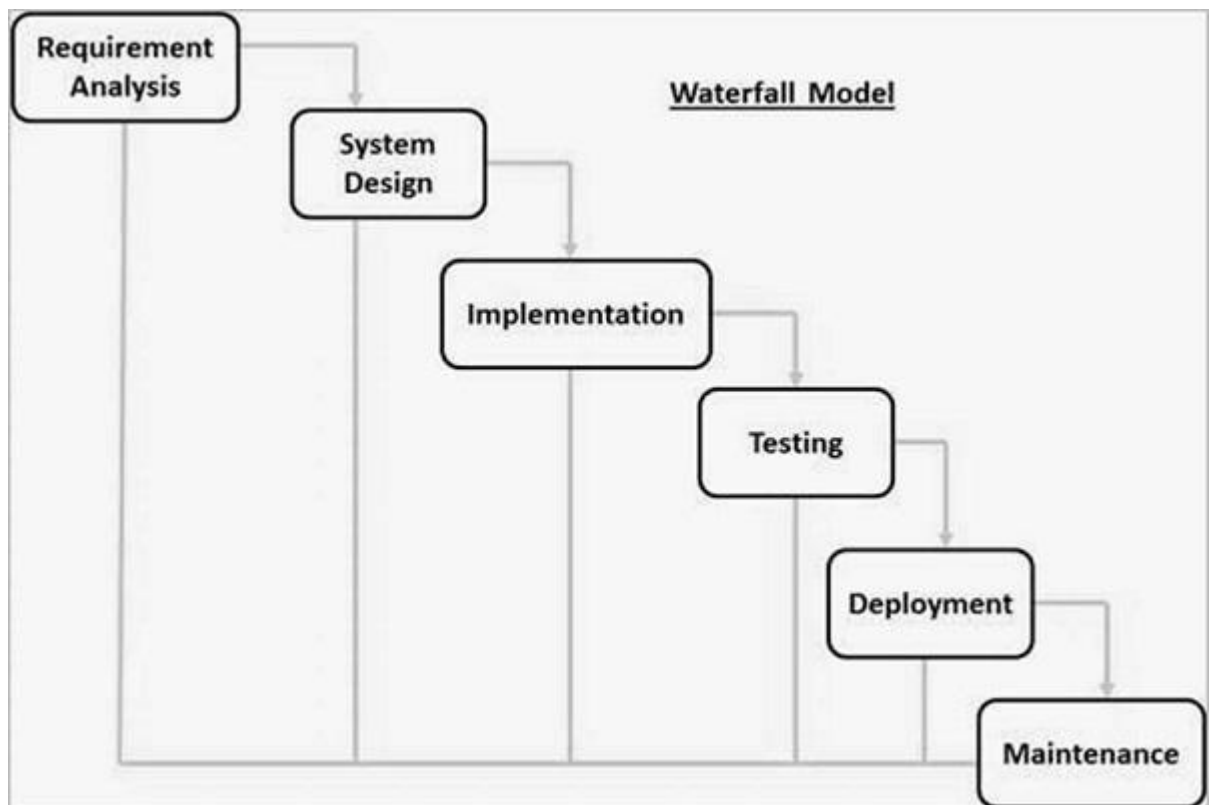 Requirement
Analysis
Waterfall Model
System
Design
Implementation
Testing
Deployment
Maintenance